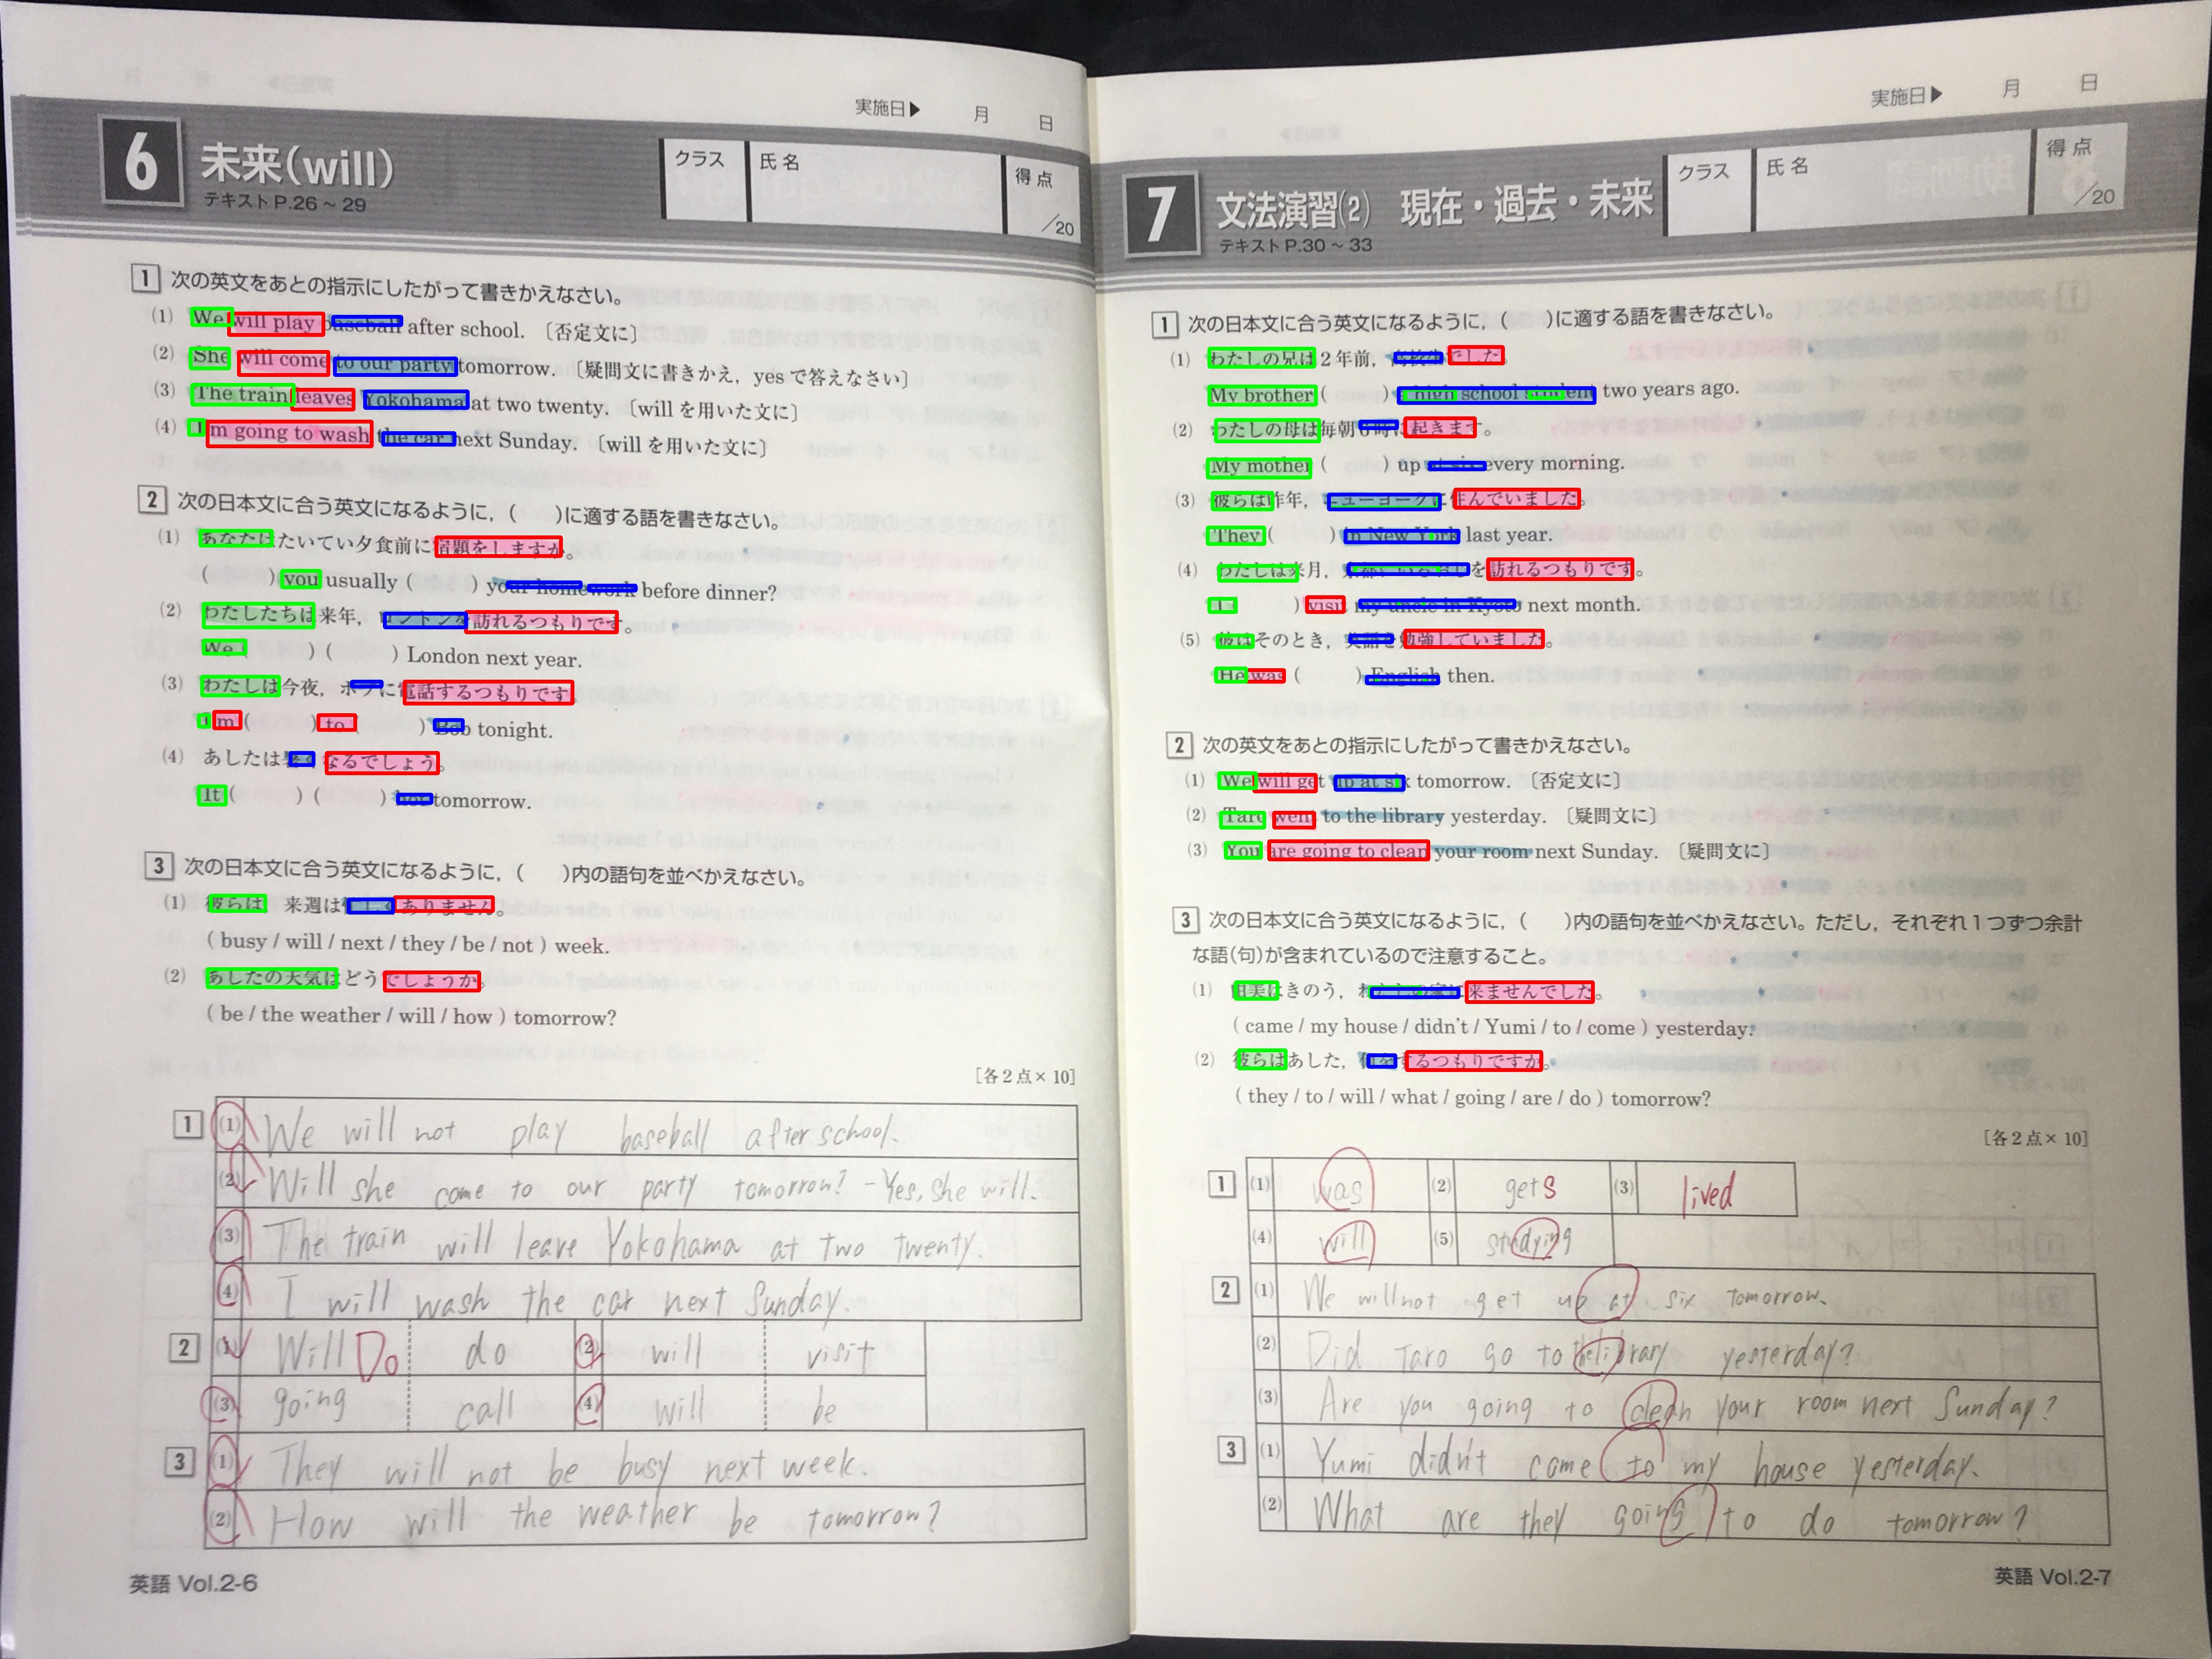 実施日▶ 月 日
6 未来(will)
テキストP.26～29
クラス 氏名 得点 /20
1 次の英文をあとの指示にしたがって書きかえなさい。
(1) We will play baseball after school. 〔否定文に〕
(2) She will come to our party tomorrow. 〔疑問文に書きかえ，yesで答えなさい〕
(3) The train leaves Yokohama at two twenty. 〔willを用いた文に〕
(4) I'm going to wash the car next Sunday. 〔willを用いた文に〕
2 次の日本文に合う英文になるように，( )に適する語を書きなさい。
(1) あなたはたいてい夕食前に宿題をしますか。
( ) you usually ( ) your homework before dinner?
(2) わたしたちは来年，ロンドンを訪れるつもりです。
We ( ) ( ) London next year.
(3) わたしは今夜，ボブに電話するつもりです。
I'm ( ) to ( ) Bob tonight.
(4) あしたは暑くなるでしょう。
It ( ) ( ) hot tomorrow.
3 次の日本文に合う英文になるように，( )内の語句を並べかえなさい。
(1) 彼らは 来週は忙しくありません。
( busy / will / next / they / be / not ) week.
(2) あしたの天気はどうでしょうか。
( be / the weather / will / how ) tomorrow?
[各2点×10]
1 (1) We will not play baseball after school.
(2) Will she come to our party tomorrow? - Yes, she will.
(3) The train will leave Yokohama at two twenty.
(4) I will wash the car next Sunday.
2 (1) Will Do do (2) will visit
(3) going call (4) will be
3 (1) They will not be busy next week.
(2) How will the weather be tomorrow?
英語 Vol.2-6
実施日▶ 月 日
7 文法演習(2) 現在・過去・未来
テキストP.30～33
クラス 氏名 得点 /20
1 次の日本文に合う英文になるように，( )に適する語を書きなさい。
(1) わたしの兄は2年前，高校生でした。
My brother ( ) a high school student two years ago.
(2) わたしの母は毎朝6時に起きます。
My mother ( ) up at six every morning.
(3) 彼らは昨年，ニューヨークに住んでいました。
They ( ) in New York last year.
(4) わたしは来月，京都にいるおじを訪れるつもりです。
I ( ) visit my uncle in Kyoto next month.
(5) 彼はそのとき，英語を勉強していました。
He was ( ) English then.
2 次の英文をあとの指示にしたがって書きかえなさい。
(1) We will get up at six tomorrow. 〔否定文に〕
(2) Taro went to the library yesterday. 〔疑問文に〕
(3) You are going to clean your room next Sunday. 〔疑問文に〕
3 次の日本文に合う英文になるように，( )内の語句を並べかえなさい。ただし，それぞれ1つずつ余計
な語(句)が含まれているので注意すること。
(1) 由美はきのう，わたしの家に来ませんでした。
( came / my house / didn't / Yumi / to / come ) yesterday.
(2) 彼らはあした，何をするつもりですか。
( they / to / will / what / going / are / do ) tomorrow?
[各2点×10]
1 (1) was (2) gets (3) lived
(4) will (5) studying
2 (1) We will not get up at six tomorrow.
(2) Did Taro go to the library yesterday?
(3) Are you going to clean your room next Sunday?
3 (1) Yumi didn't come to my house yesterday.
(2) What are they going to do tomorrow?
英語 Vol.2-7